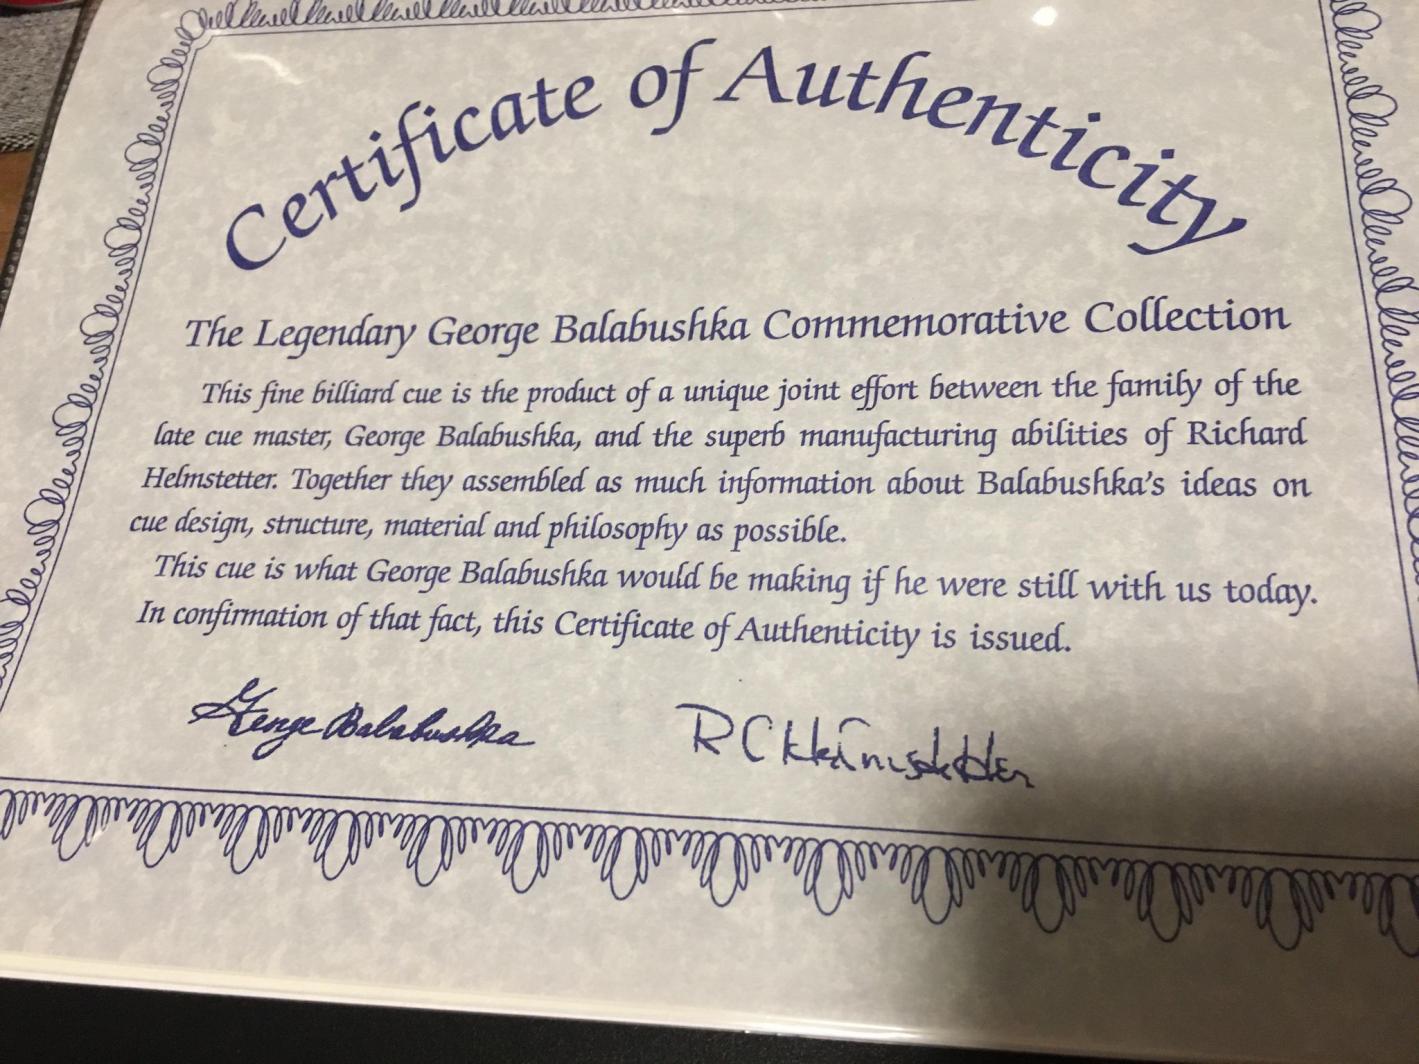 Certificate of Authenticity
The Legendary George Balabushka Commemorative Collection
This fine billiard cue is the product of a unique joint effort between the family of the
late cue master, George Balabushka, and the superb manufacturing abilities of Richard
Helmstetter. Together they assembled as much information about Balabushka's ideas on
cue design, structure, material and philosophy as possible.
This cue is what George Balabushka would be making if he were still with us today.
In confirmation of that fact, this Certificate of Authenticity is issued.
George Balabushka
R C